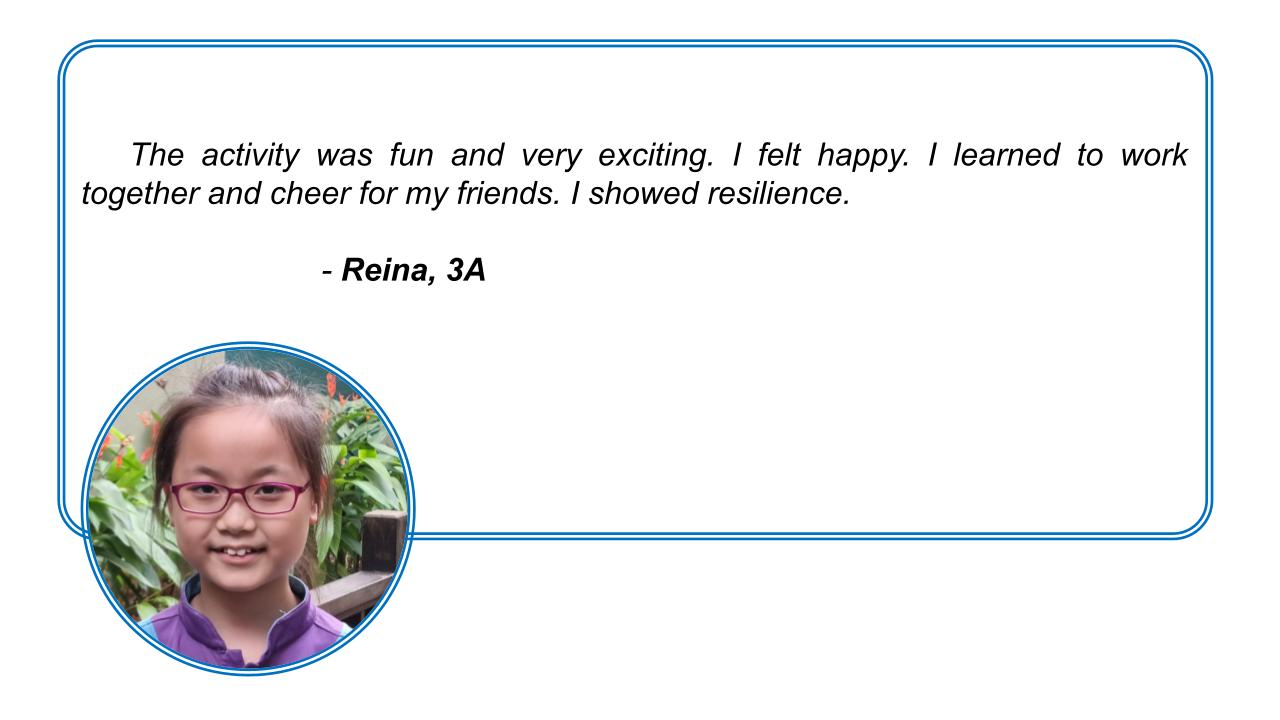 The activity was fun and very exciting. I felt happy. I learned to work
together and cheer for my friends. I showed resilience.
- Reina, 3A